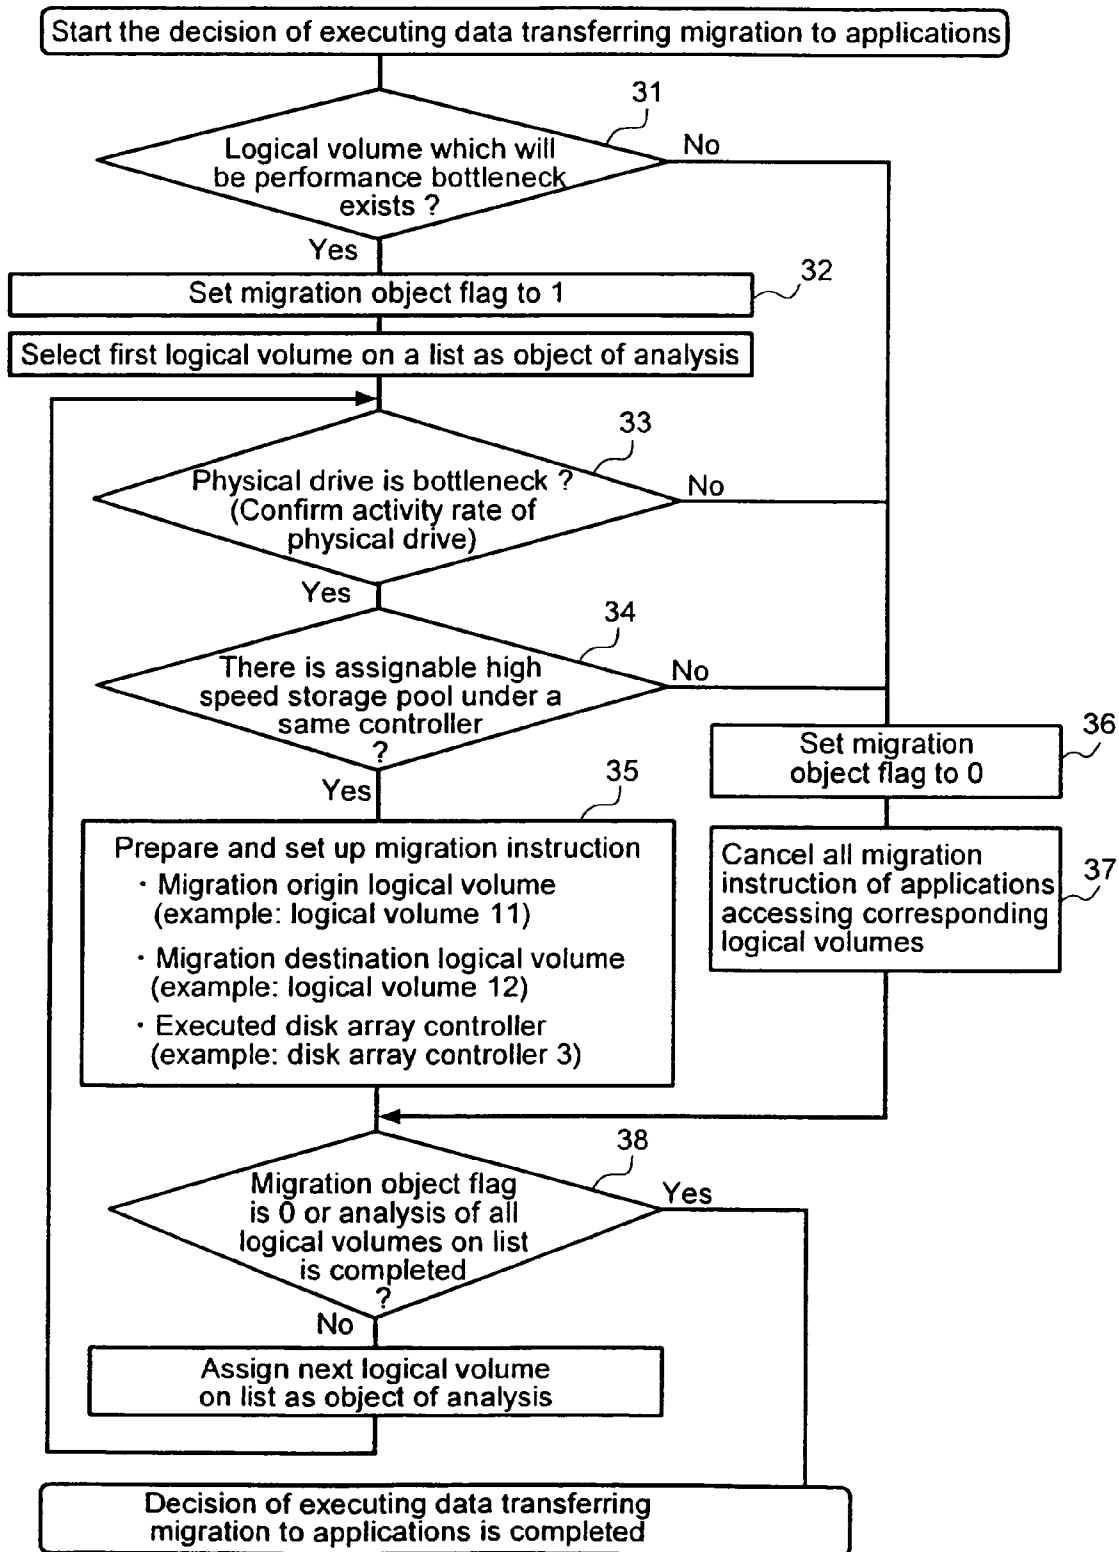 Start the decision of executing data transferring migration to applications
31
Logical volume which will
be performance bottleneck
exists ?
No
Yes
32
Set migration object flag to 1
Select first logical volume on a list as object of analysis
33
Physical drive is bottleneck ?
(Confirm activity rate of
physical drive)
No
Yes
34
There is assignable high
speed storage pool under a
same controller
?
No
Yes
35
Prepare and set up migration instruction
· Migration origin logical volume
(example: logical volume 11)
· Migration destination logical volume
(example: logical volume 12)
· Executed disk array controller
(example: disk array controller 3)
36
Set migration
object flag to 0
37
Cancel all migration
instruction of applications
accessing corresponding
logical volumes
38
Migration object flag
is 0 or analysis of all
logical volumes on list
is completed
?
Yes
No
Assign next logical volume
on list as object of analysis
Decision of executing data transferring
migration to applications is completed